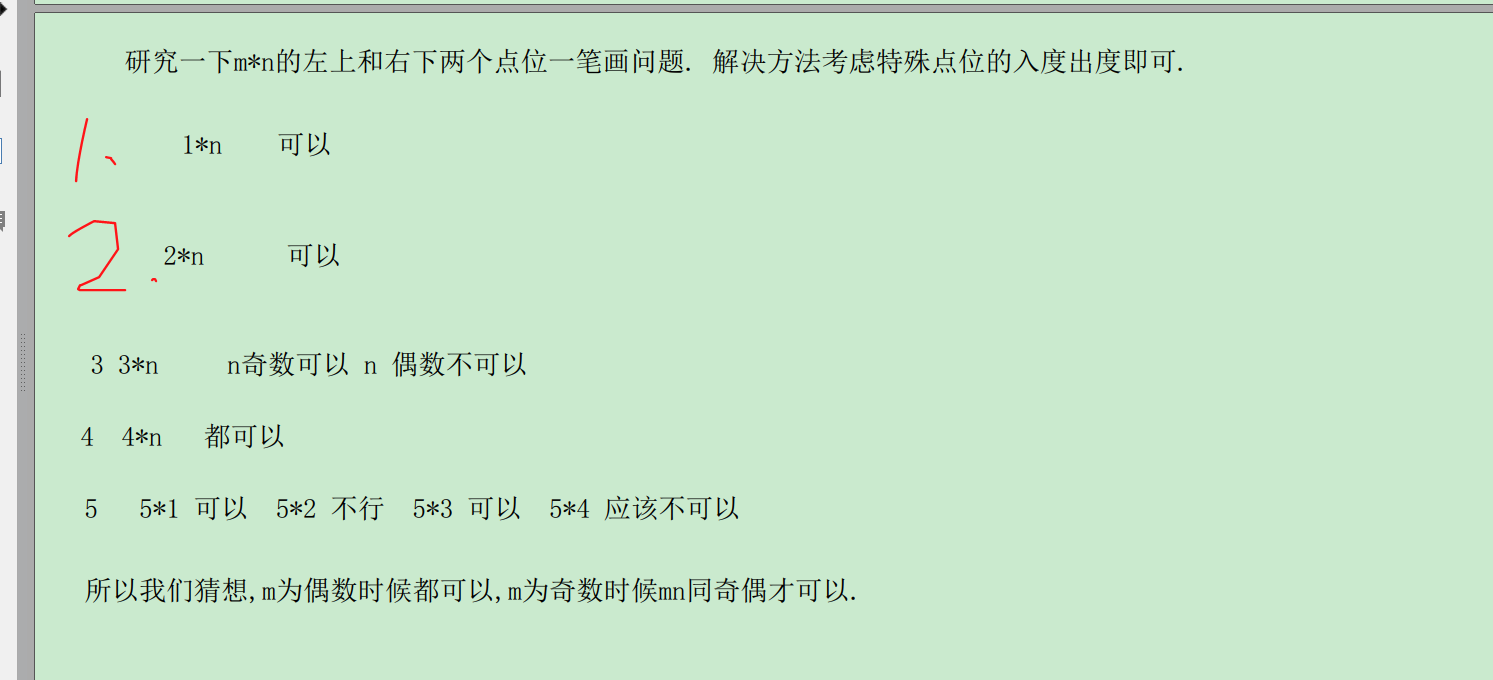 研究一下m*n的左上和右下两个点位一笔画问题. 解决方法考虑特殊点位的入度出度即可.
1、 1*n 可以
2. 2*n 可以
3 3*n n奇数可以 n 偶数不可以
4 4*n 都可以
5 5*1 可以 5*2 不行 5*3 可以 5*4 应该不可以
所以我们猜想,m为偶数时候都可以,m为奇数时候mn同奇偶才可以.